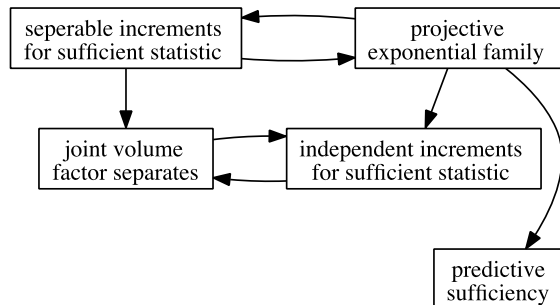 seperable increments
for sufficient statistic
projective
exponential family
joint volume
factor separates
independent increments
for sufficient statistic
predictive
sufficiency